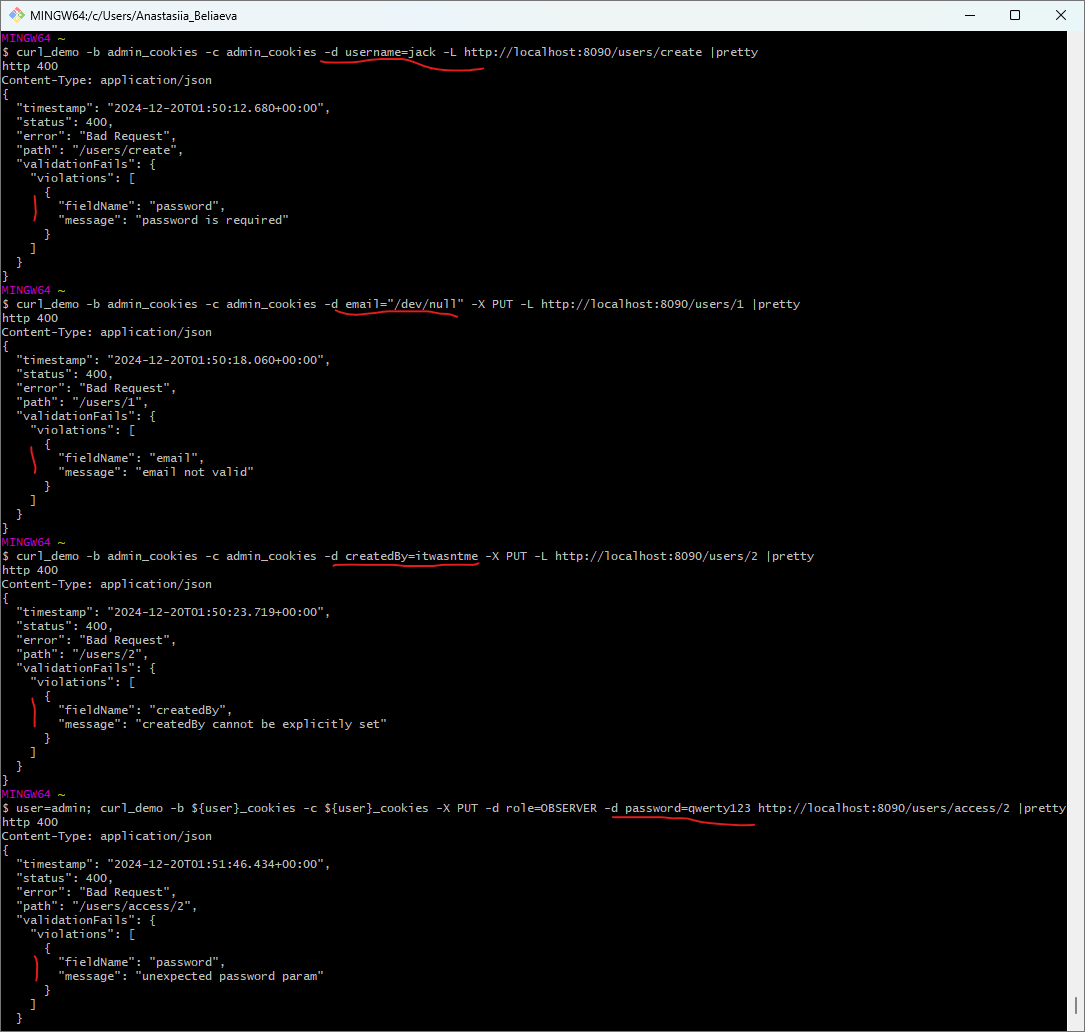 MINGW64:/c/Users/Anastasiia_Beliaeva
MINGW64 ~
$ curl_demo -b admin_cookies -c admin_cookies -d username=jack -L http://localhost:8090/users/create |pretty
http 400
Content-Type: application/json
{
  "timestamp": "2024-12-20T01:50:12.680+00:00",
  "status": 400,
  "error": "Bad Request",
  "path": "/users/create",
  "validationFails": {
    "violations": [
      {
        "fieldName": "password",
        "message": "password is required"
      }
    ]
  }
}
MINGW64 ~
$ curl_demo -b admin_cookies -c admin_cookies -d email="/dev/null" -X PUT -L http://localhost:8090/users/1 |pretty
http 400
Content-Type: application/json
{
  "timestamp": "2024-12-20T01:50:18.060+00:00",
  "status": 400,
  "error": "Bad Request",
  "path": "/users/1",
  "validationFails": {
    "violations": [
      {
        "fieldName": "email",
        "message": "email not valid"
      }
    ]
  }
}
MINGW64 ~
$ curl_demo -b admin_cookies -c admin_cookies -d createdBy=itwasntme -X PUT -L http://localhost:8090/users/2 |pretty
http 400
Content-Type: application/json
{
  "timestamp": "2024-12-20T01:50:23.719+00:00",
  "status": 400,
  "error": "Bad Request",
  "path": "/users/2",
  "validationFails": {
    "violations": [
      {
        "fieldName": "createdBy",
        "message": "createdBy cannot be explicitly set"
      }
    ]
  }
}
MINGW64 ~
$ user=admin; curl_demo -b ${user}_cookies -c ${user}_cookies -X PUT -d role=OBSERVER -d password=qwerty123 http://localhost:8090/users/access/2 |pretty
http 400
Content-Type: application/json
{
  "timestamp": "2024-12-20T01:51:46.434+00:00",
  "status": 400,
  "error": "Bad Request",
  "path": "/users/access/2",
  "validationFails": {
    "violations": [
      {
        "fieldName": "password",
        "message": "unexpected password param"
      }
    ]
  }